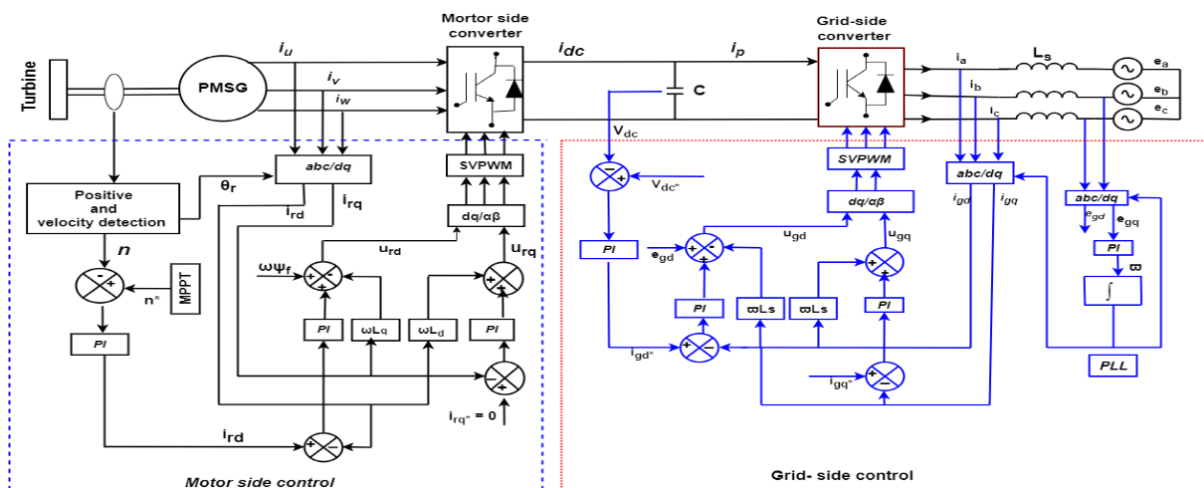 Mortor side
converter
Grid-side
converter
Turbine
PMSG
i_u
i_v
i_w
i_dc
i_p
C
V_dc
i_a
i_b
i_c
L_s
e_a
e_b
e_c
SVPWM
abc/dq
θ_r
Positive
and
velocity detection
i_rd
i_rq
dq/αβ
u_rd
u_rq
n
n*
MPPT
PI
ωψ_f
PI
ωL_q
ωL_d
PI
i_rq* = 0
i_rd
Motor side control
SVPWM
abc/dq
V_dc*
i_gd
i_gq
dq/αβ
abc/dq
e_gd
e_gq
u_gd
u_gq
PI
e_gd
PI
ϖLs
ϖLs
PI
PI
∫
i_gd*
i_gq*
PLL
Grid- side control